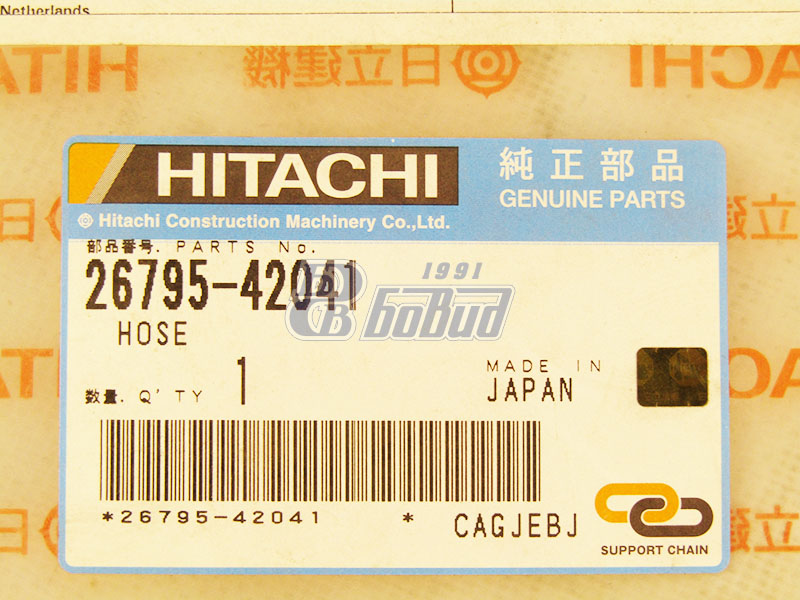 Netherlands
HITACHI 日立建機 HITACHI
HITACHI 純正部品
GENUINE PARTS
Hitachi Construction Machinery Co.,Ltd.
部品番号. PARTS No.
26795-42041
1991
boBud
HOSE
MADE IN
JAPAN
数量. Q'TY 1
*26795-42041 *
CAGJEBJ
SUPPORT CHAIN